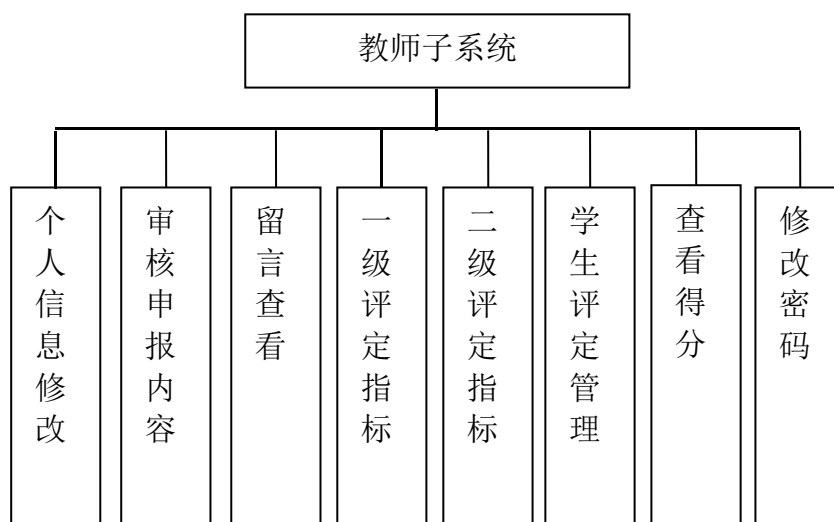 教师子系统
个人信息修改
审核申报内容
留言查看
一级评定指标
二级评定指标
学生评定管理
查看得分
修改密码